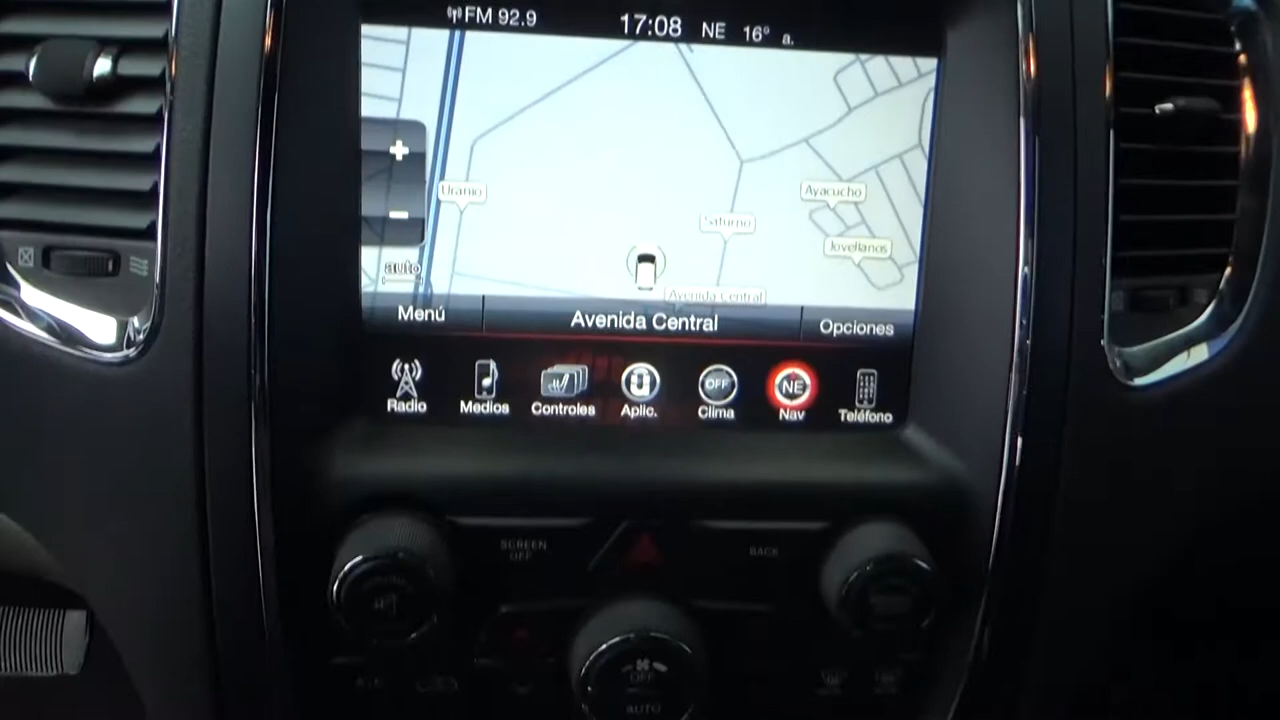 FM 92.9 17:08 NE 16° a.
+
Uranio
Ayacucho
−
Saturno
Jovellanos
auto
Avenida Central
Menú Avenida Central Opciones
OFF NE
Radio Medios Controles Aplic. Clima Nav Teléfono
SCREEN OFF
BACK
OFF
AUTO